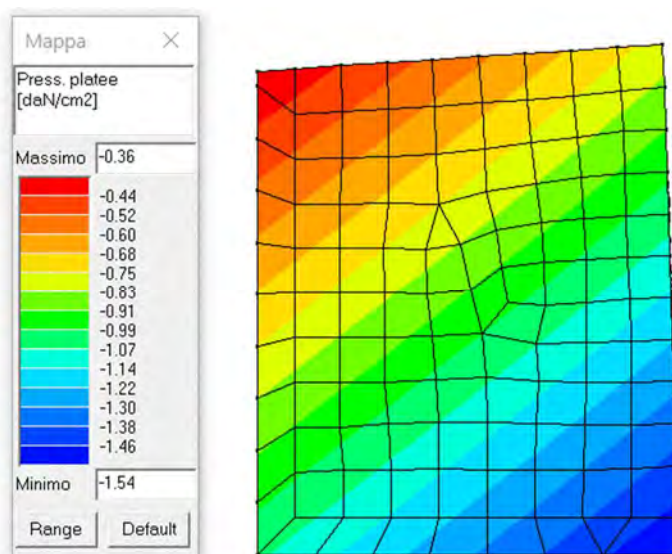 Mappa
Press. platee
[daN/cm2]
Massimo -0.36
-0.44
-0.52
-0.60
-0.68
-0.75
-0.83
-0.91
-0.99
-1.07
-1.14
-1.22
-1.30
-1.38
-1.46
Minimo -1.54
Range Default